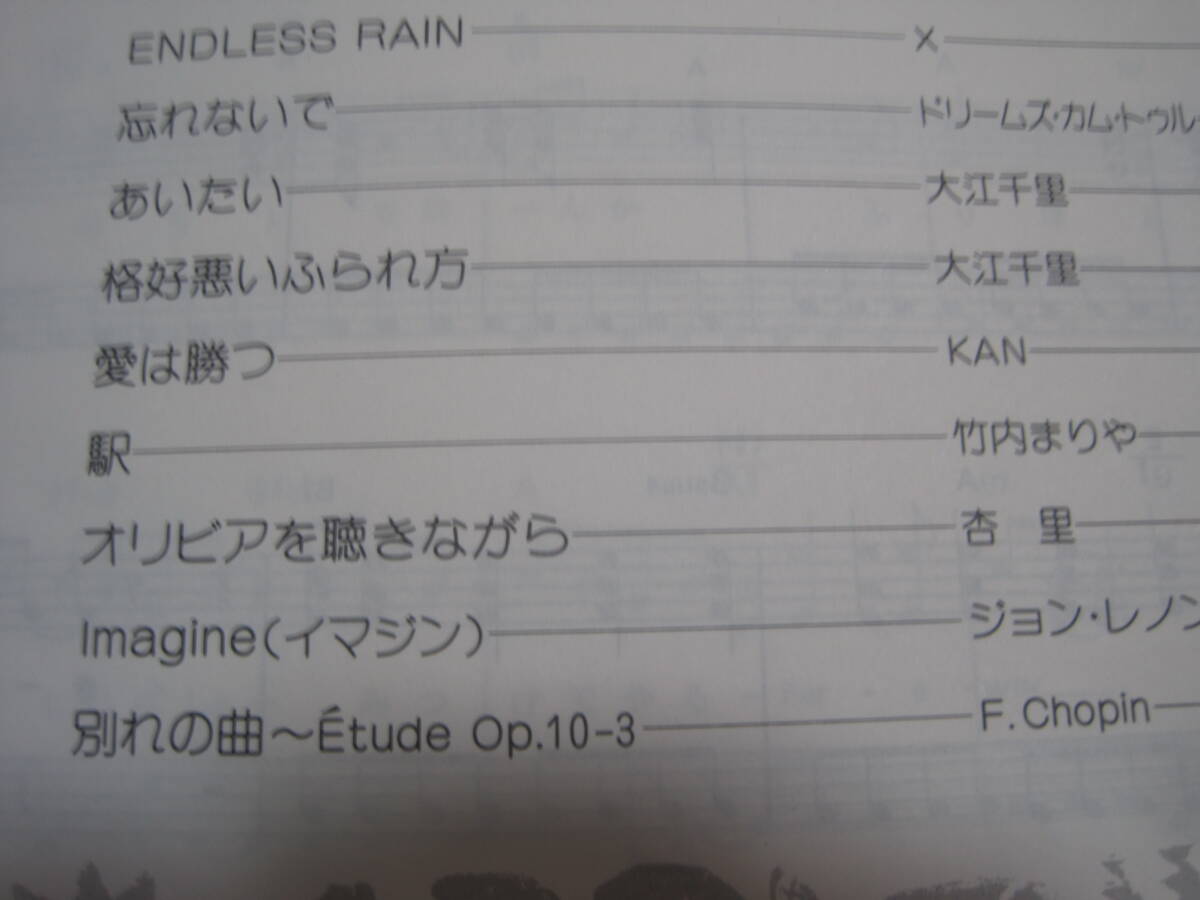 ENDLESS RAIN X
忘れないで ドリームズ・カム・トゥルー
あいたい 大江千里
格好悪いふられ方 大江千里
愛は勝つ KAN
駅 竹内まりや
オリビアを聴きながら 杏 里
Imagine(イマジン) ジョン・レノン
別れの曲〜Étude Op.10-3 F.Chopin